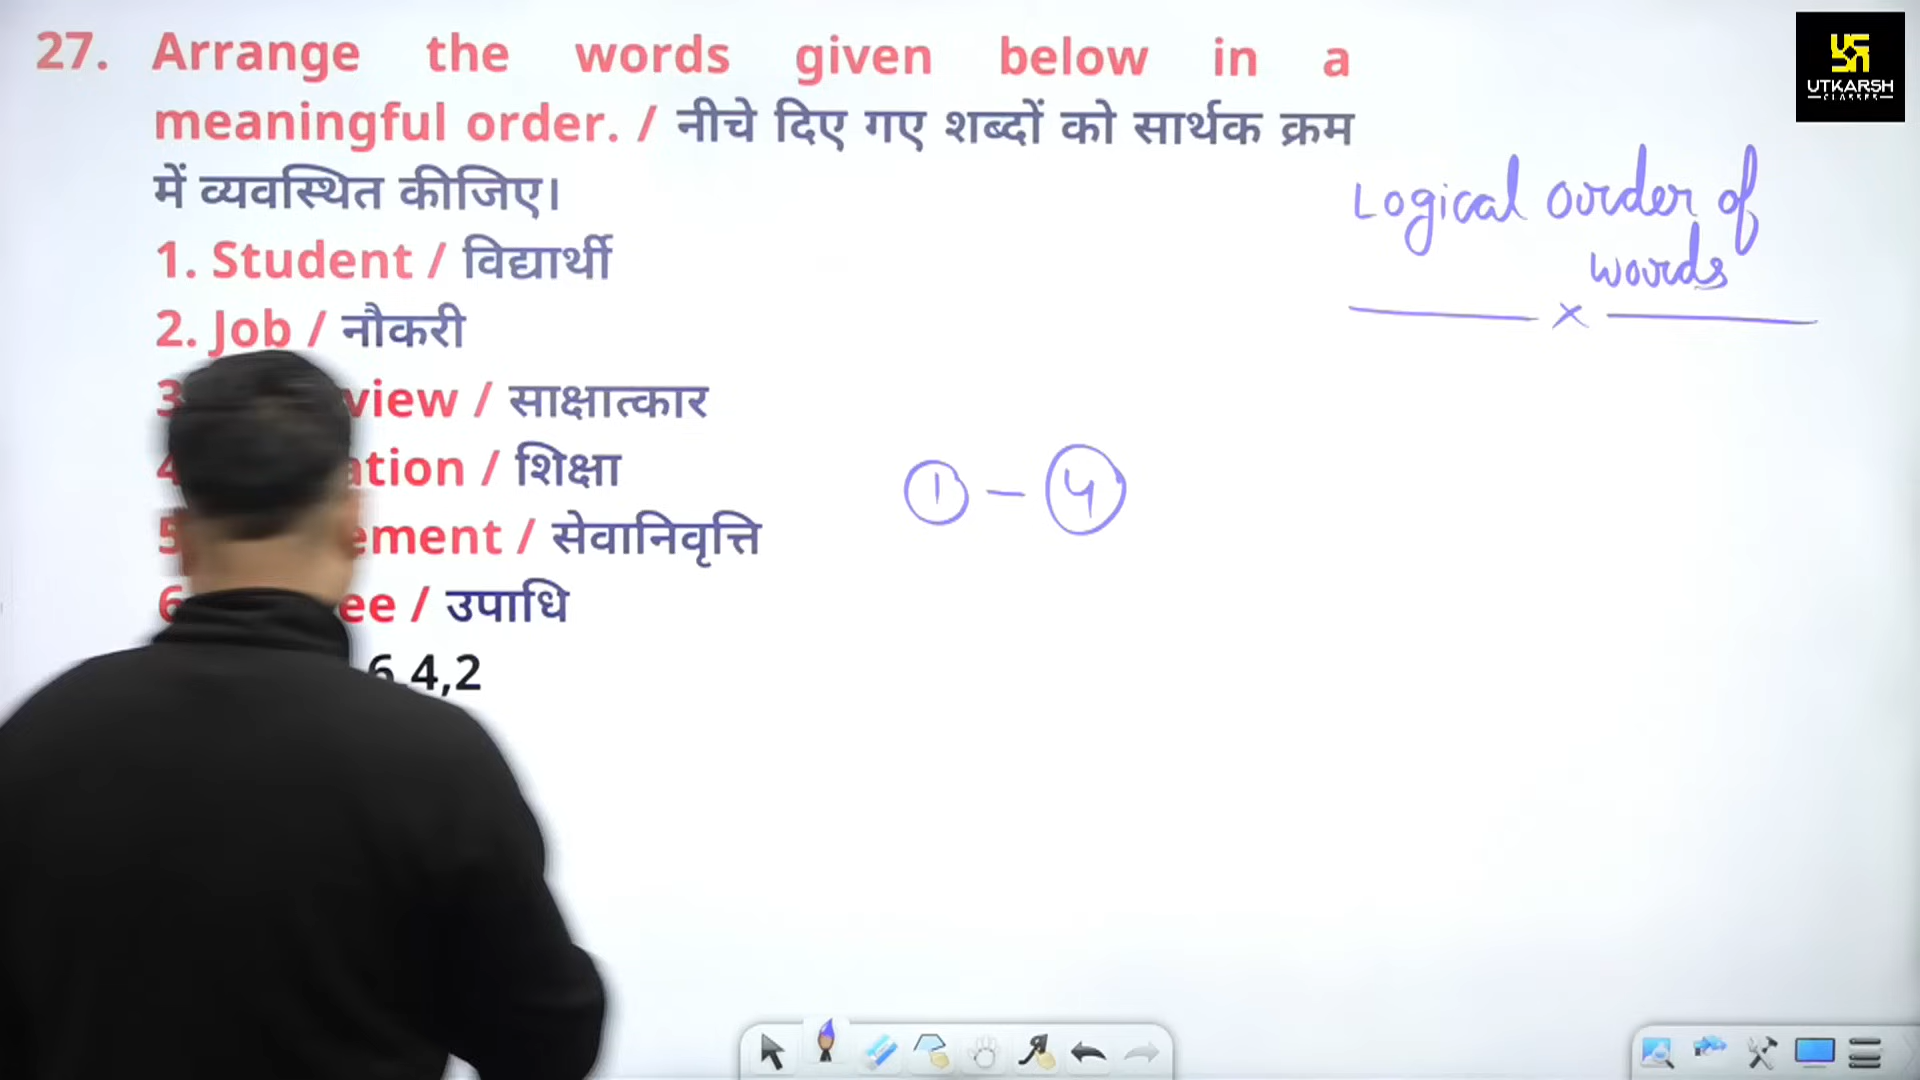 27. Arrange the words given below in a
meaningful order. / नीचे दिए गए शब्दों को सार्थक क्रम
में व्यवस्थित कीजिए।
1. Student / विद्यार्थी
2. Job / नौकरी
view / साक्षात्कार
ation / शिक्षा
ement / सेवानिवृत्ति
ee / उपाधि
6,4,2
UTKARSH
CLASSES
Logical order of
words
x
1 - 4